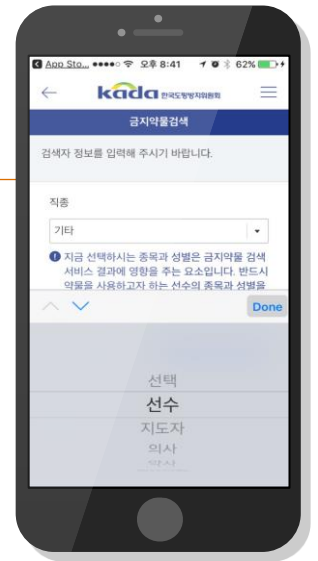 App Sto... 오후 8:41 62%
kada 한국도핑방지위원회
금지약물검색
검색자 정보를 입력해 주시기 바랍니다.
직종
기타
지금 선택하시는 종목과 성별은 금지약물 검색
서비스 결과에 영향을 주는 요소입니다. 반드시
약물을 사용하고자 하는 선수의 종목과 성별을
Done
선택
선수
지도자
의사
약사